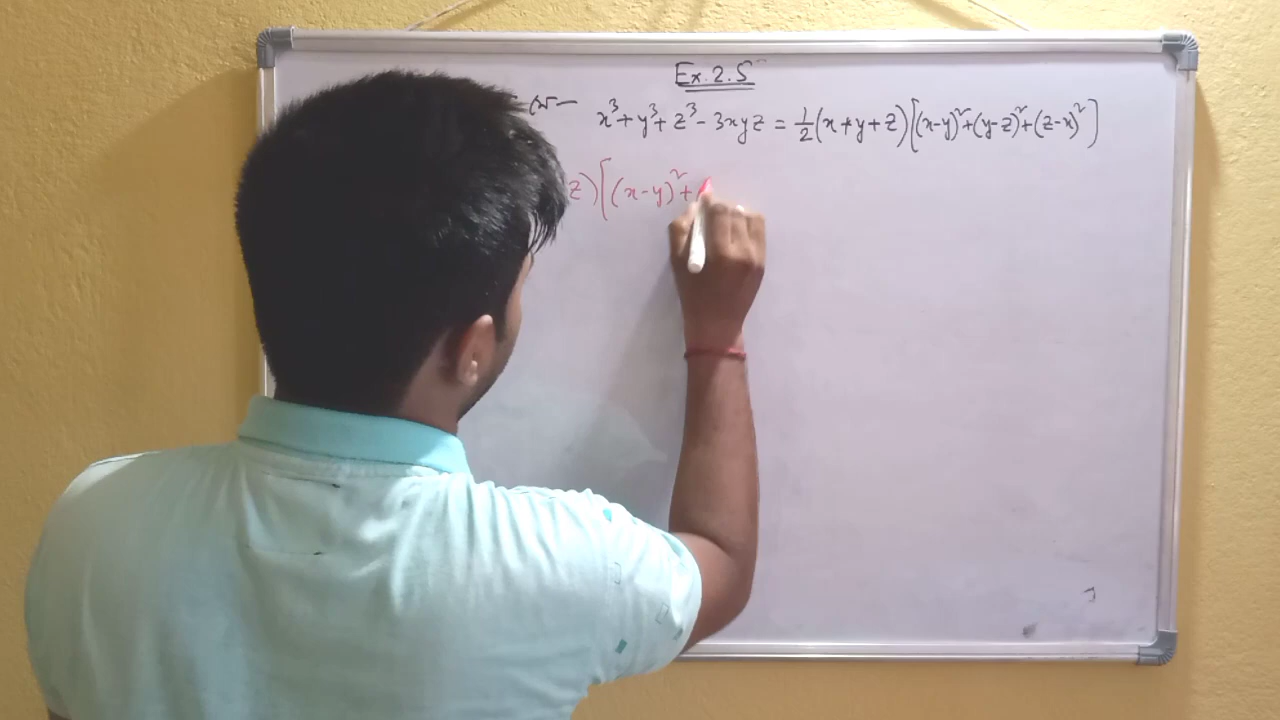 Ex. 2.5
x³+y³+z³-3xyz = 1/2(x+y+z)[(x-y)²+(y-z)²+(z-x)²]
z)[(x-y)²+(